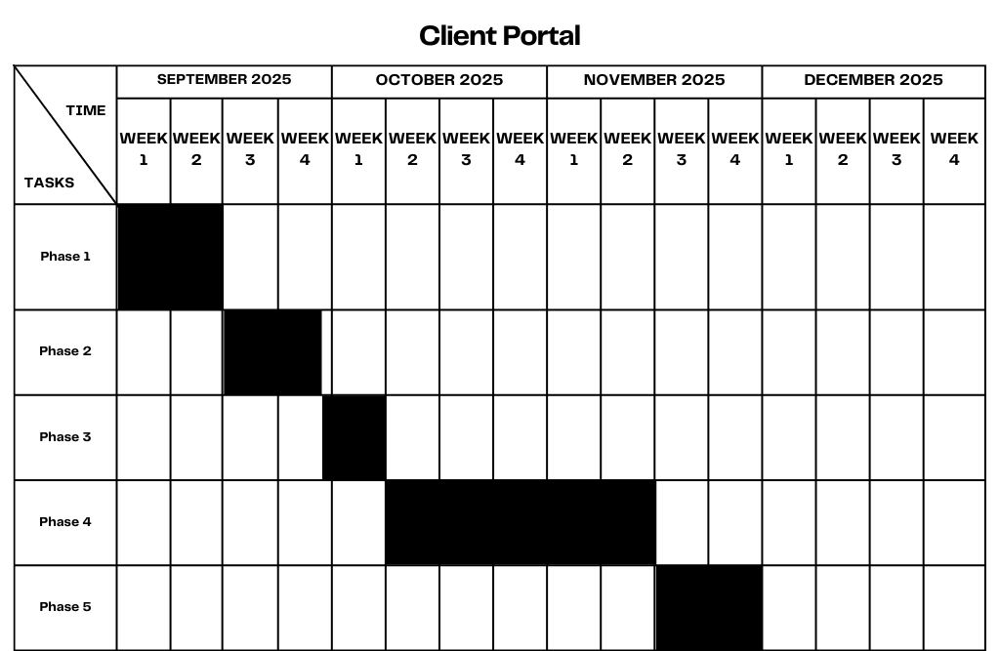 Client Portal
SEPTEMBER 2025 OCTOBER 2025 NOVEMBER 2025 DECEMBER 2025
TIME
WEEK WEEK WEEK WEEK WEEK WEEK WEEK WEEK WEEK WEEK WEEK WEEK WEEK WEEK WEEK WEEK
1 2 3 4 1 2 3 4 1 2 3 4 1 2 3 4
TASKS
Phase 1
Phase 2
Phase 3
Phase 4
Phase 5